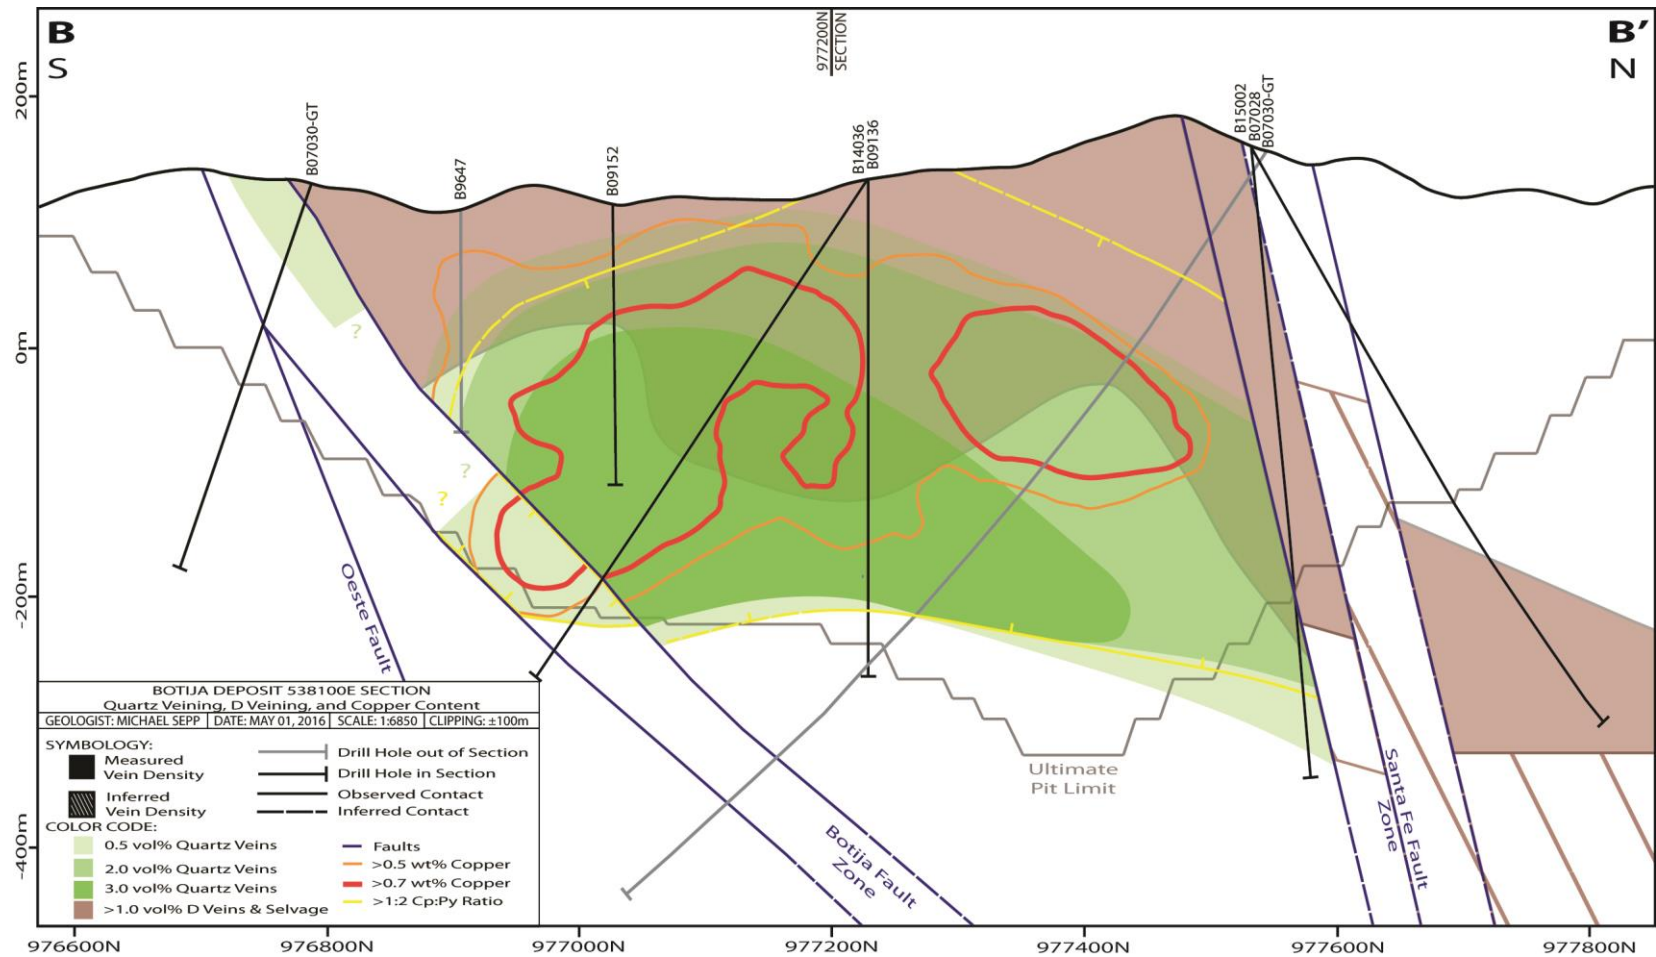 B
S
977200N
SECTION
B'
N
200m
0m
-200m
-400m
B07030-GT
B9647
B09152
B14036
B09136
B15002
B07028
B07030-GT
?
?
?
Oeste Fault
Botija Fault
Zone
Santa Fe Fault
Zone
Ultimate
Pit Limit
BOTIJA DEPOSIT 538100E SECTION
Quartz Veining, D Veining, and Copper Content
GEOLOGIST: MICHAEL SEPP DATE: MAY 01, 2016 SCALE: 1:6850 CLIPPING: ±100m
SYMBOLOGY:
Measured
Vein Density
Inferred
Vein Density
Drill Hole out of Section
Drill Hole in Section
Observed Contact
Inferred Contact
COLOR CODE:
0.5 vol% Quartz Veins
2.0 vol% Quartz Veins
3.0 vol% Quartz Veins
>1.0 vol% D Veins & Selvage
Faults
>0.5 wt% Copper
>0.7 wt% Copper
>1:2 Cp:Py Ratio
976600N 976800N 977000N 977200N 977400N 977600N 977800N